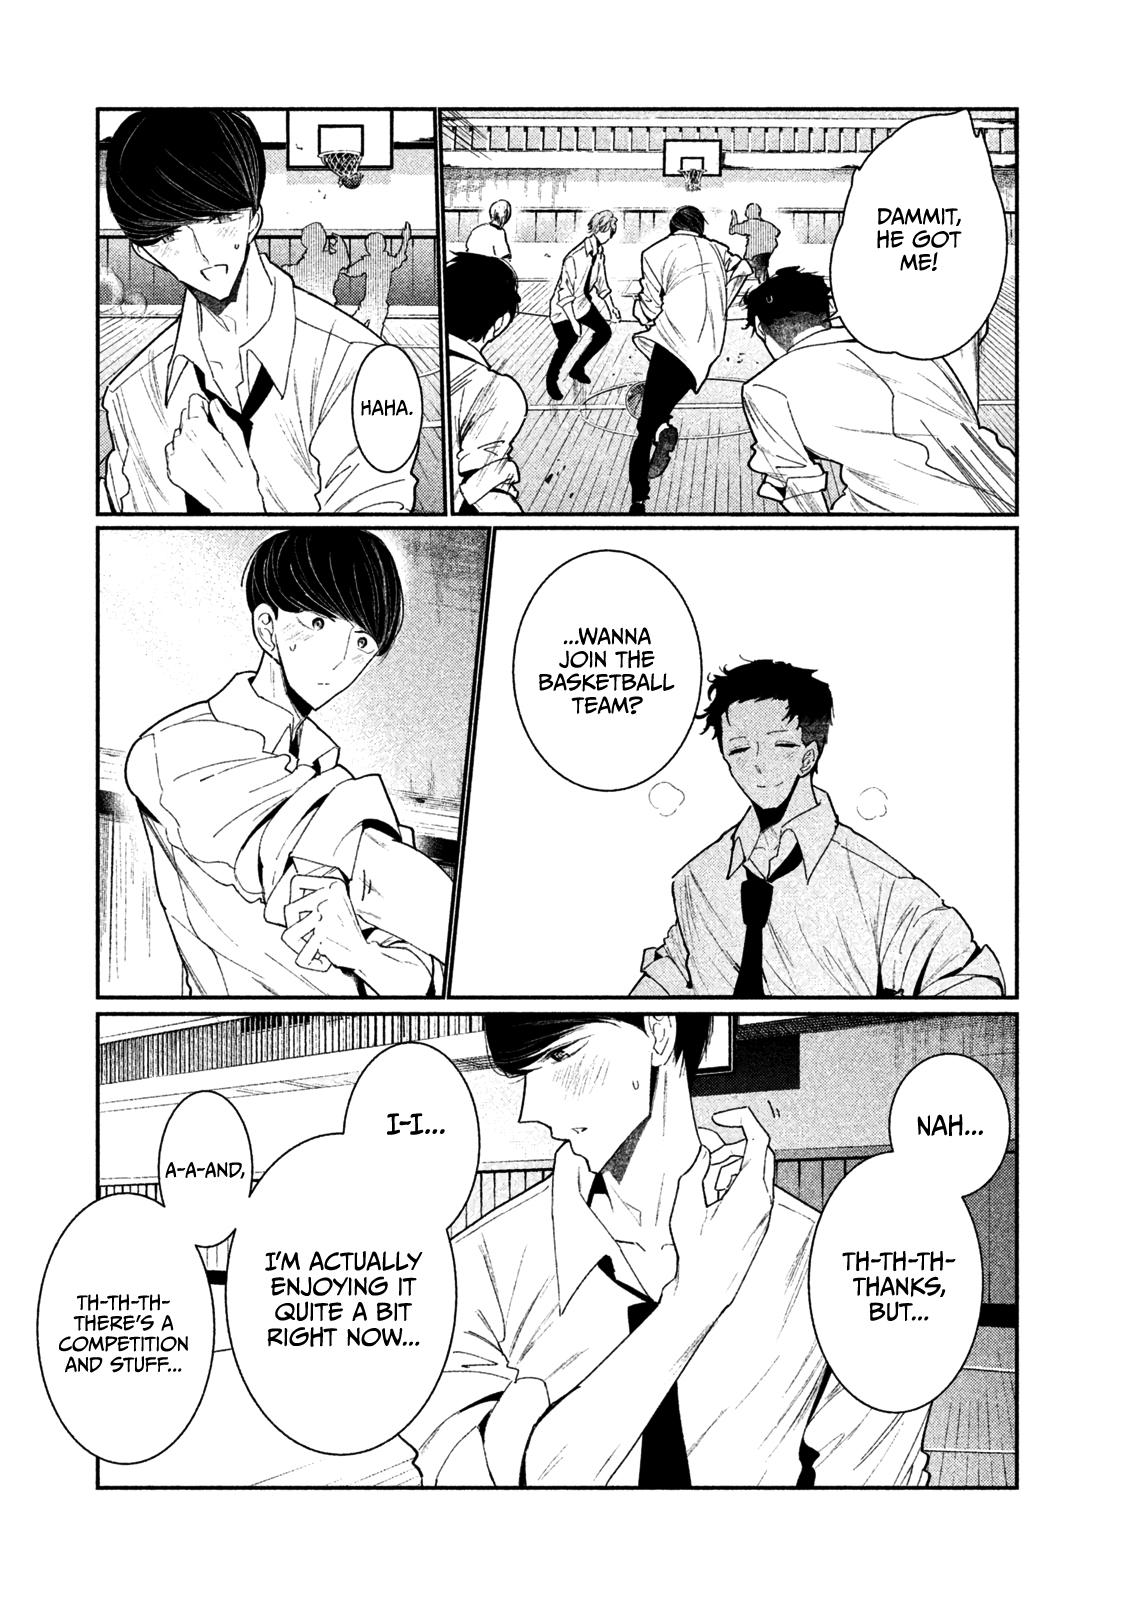 DAMMIT,
HE GOT
ME!
HAHA.
...WANNA
JOIN THE
BASKETBALL
TEAM?
NAH...
TH-TH-TH-
THANKS,
BUT...
I-I...
I'M ACTUALLY
ENJOYING IT
QUITE A BIT
RIGHT NOW...
A-A-AND,
TH-TH-TH-
THERE'S A
COMPETITION
AND STUFF...